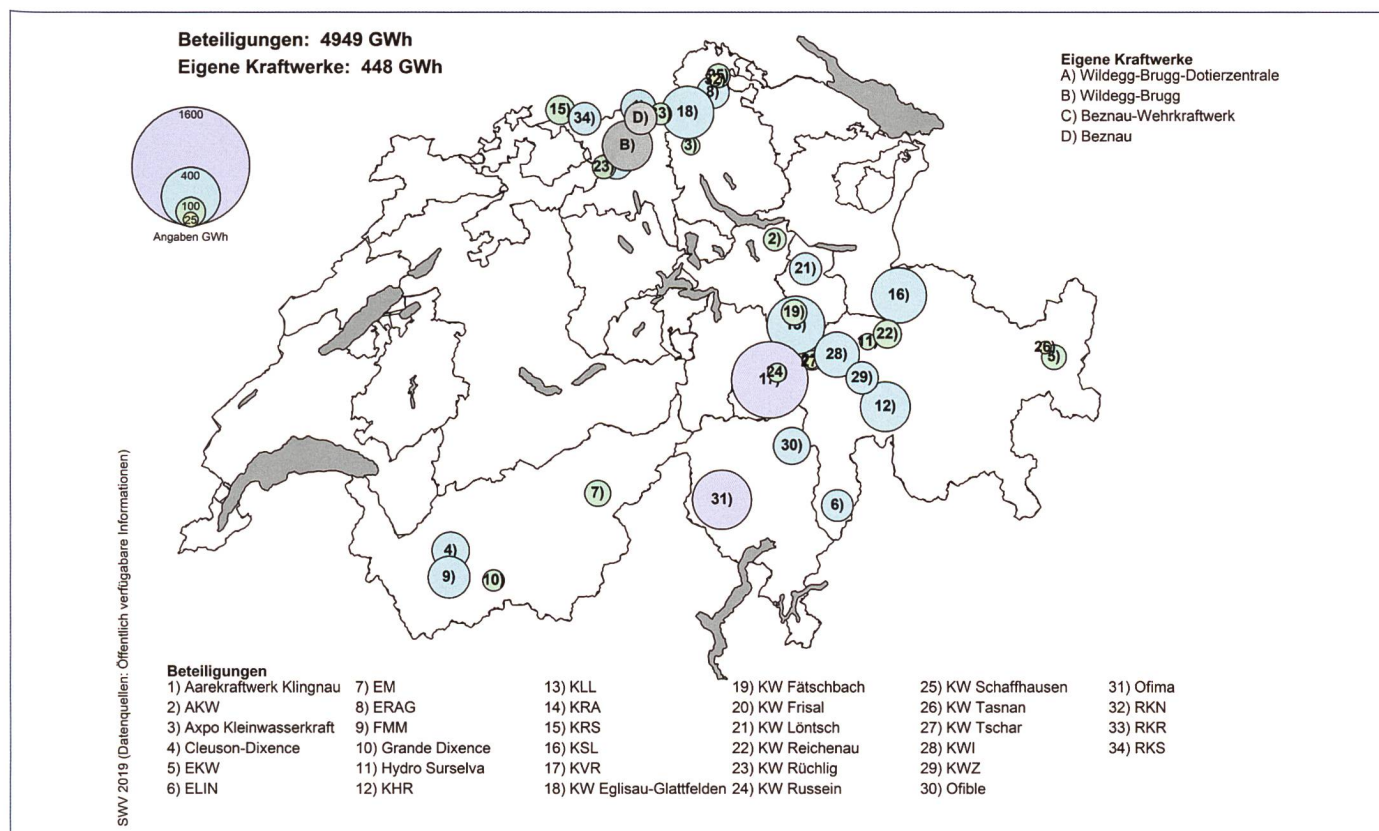 Beteiligungen: 4949 GWh
Eigene Kraftwerke: 448 GWh
1600
400
100
25
Angaben GWh
Eigene Kraftwerke
A) Wildegg-Brugg-Dotierzentrale
B) Wildegg-Brugg
C) Beznau-Wehrkraftwerk
D) Beznau
15)
34)
D)
18)
8)
B)
3)
23)
2)
21)
16)
19)
22)
11)
28)
26)
5)
27
24)
29)
12)
30)
7)
31)
6)
4)
9)
10)
SWV 2019 (Datenquellen: Öffentlich verfügbare Informationen)
Beteiligungen
1) Aarekraftwerk Klingnau
2) AKW
3) Axpo Kleinwasserkraft
4) Cleuson-Dixence
5) EKW
6) ELIN
7) EM
8) ERAG
9) FMM
10) Grande Dixence
11) Hydro Surselva
12) KHR
13) KLL
14) KRA
15) KRS
16) KSL
17) KVR
18) KW Eglisau-Glattfelden
19) KW Fätschbach
20) KW Frisal
21) KW Löntsch
22) KW Reichenau
23) KW Rüchlig
24) KW Russein
25) KW Schaffhausen
26) KW Tasnan
27) KW Tschar
28) KWI
29) KWZ
30) Ofible
31) Ofima
32) RKN
33) RKR
34) RKS